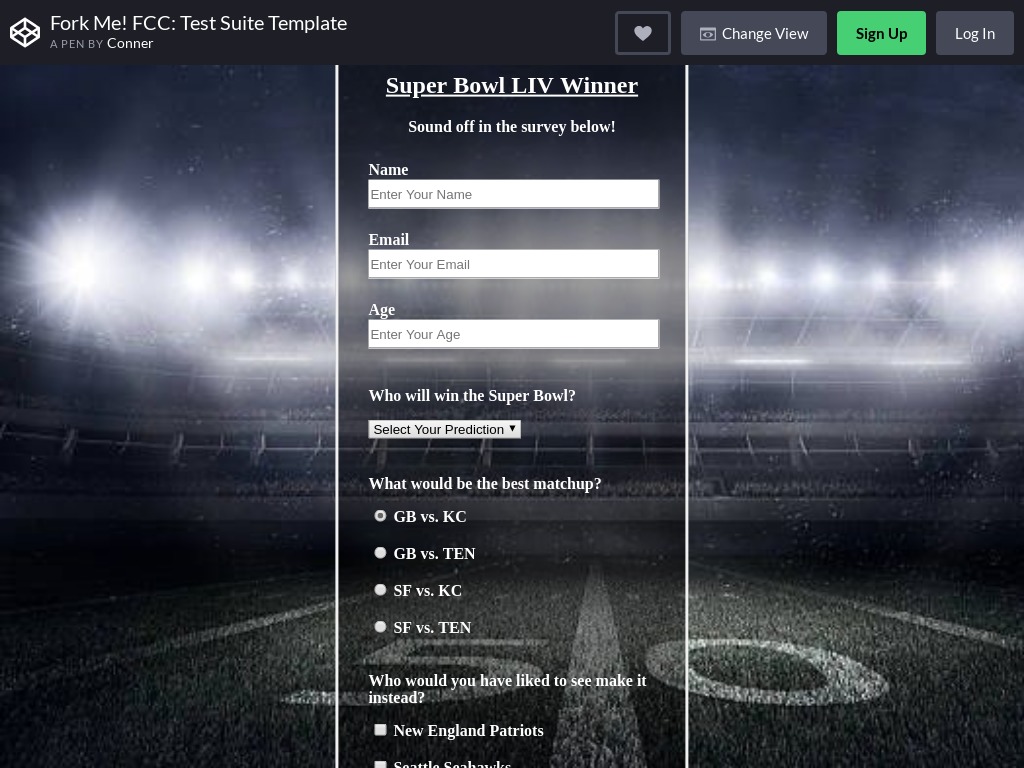 Fork Me! FCC: Test Suite Template
A PEN BY Conner
Change View
Sign Up
Log In
Super Bowl LIV Winner
Sound off in the survey below!
Name
Enter Your Name
Email
Enter Your Email
Age
Enter Your Age
Who will win the Super Bowl?
Select Your Prediction
What would be the best matchup?
GB vs. KC
GB vs. TEN
SF vs. KC
SF vs. TEN
Who would you have liked to see make it
instead?
New England Patriots
Seattle Seahawks
50